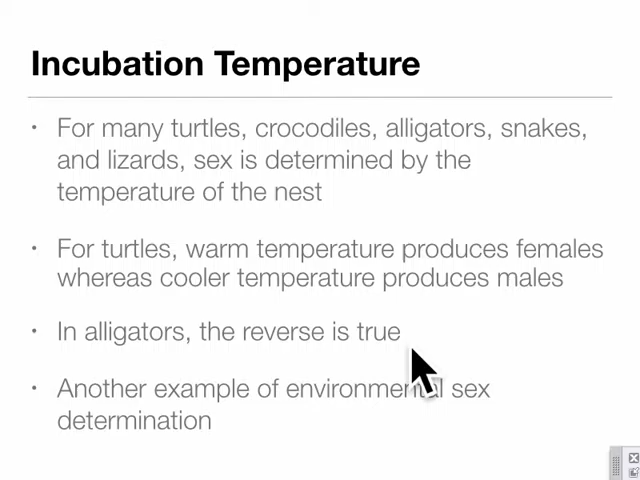 Incubation Temperature
• For many turtles, crocodiles, alligators, snakes,
and lizards, sex is determined by the
temperature of the nest
• For turtles, warm temperature produces females
whereas cooler temperature produces males
• In alligators, the reverse is true
• Another example of environmental sex
determination